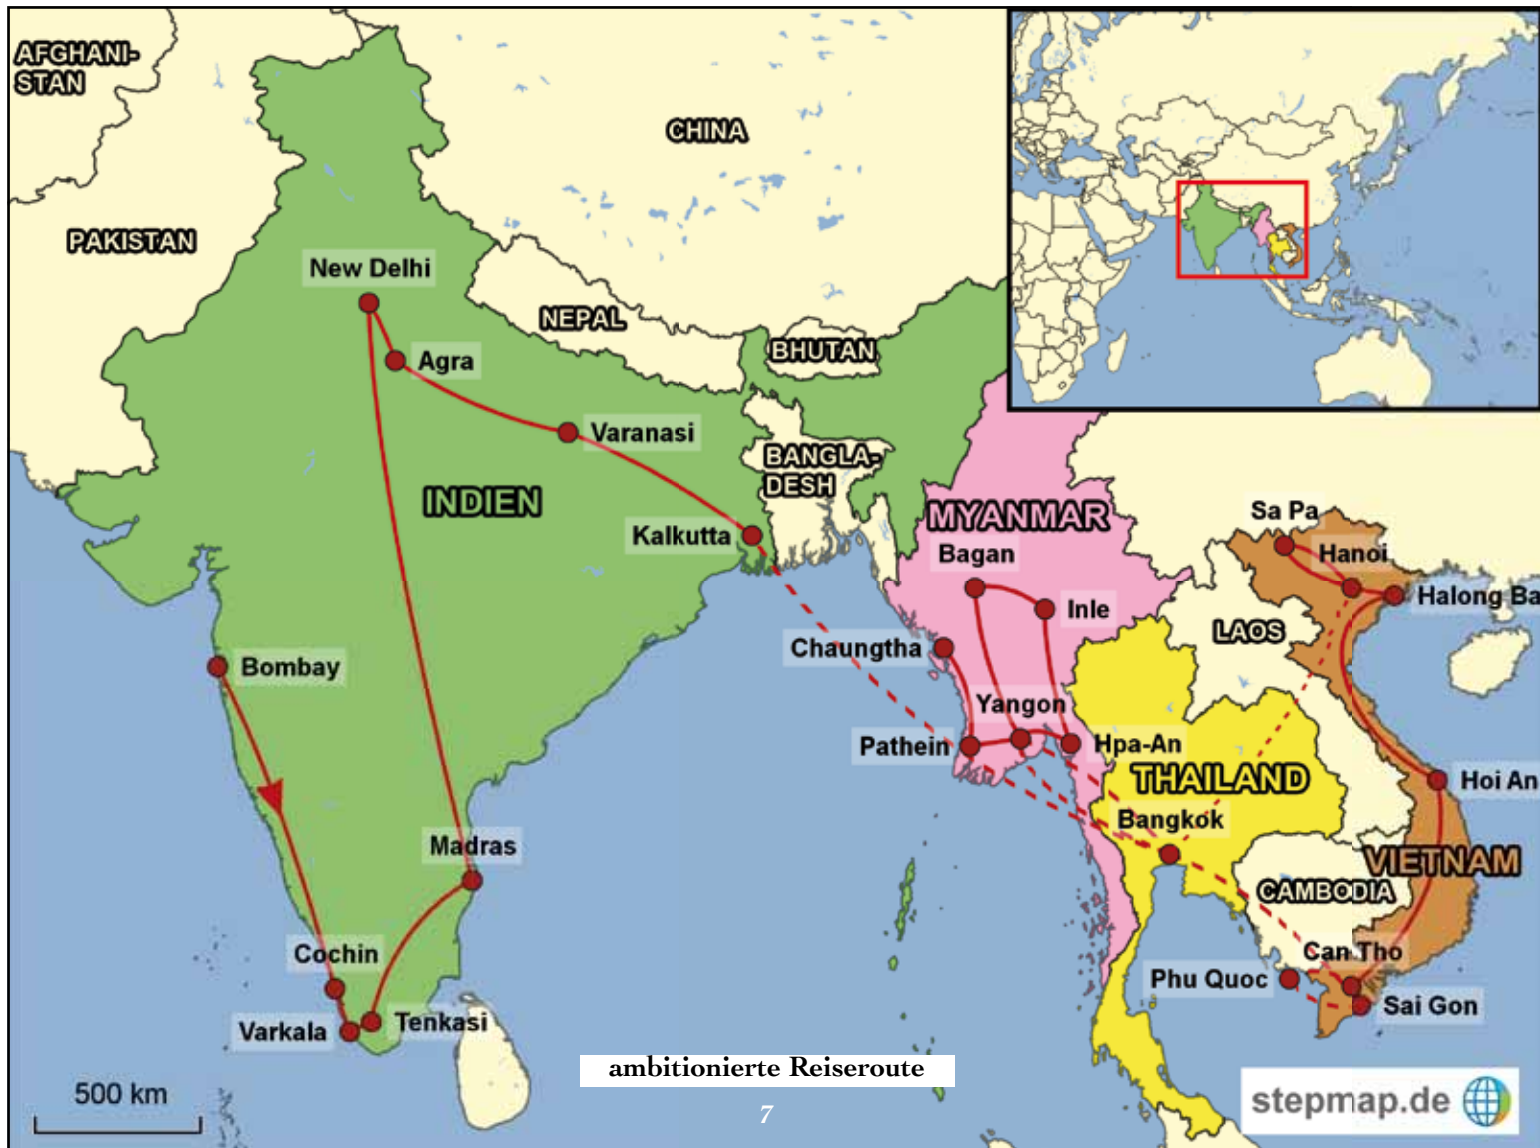 AFGHANI-
STAN
CHINA
PAKISTAN
New Delhi
NEPAL
BHUTAN
Agra
Varanasi
BANGLA-
DESH
INDIEN
MYANMAR
Sa Pa
Kalkutta
Bagan
Hanoi
Halong Ba
Inle
LAOS
Chaungtha
Bombay
Yangon
Pathein
Hpa-An
THAILAND
Hoi An
Bangkok
Madras
VIETNAM
CAMBODIA
Cochin
Can Tho
Phu Quoc
Sai Gon
Varkala
Tenkasi
ambitionierte Reiseroute
500 km
stepmap.de
7